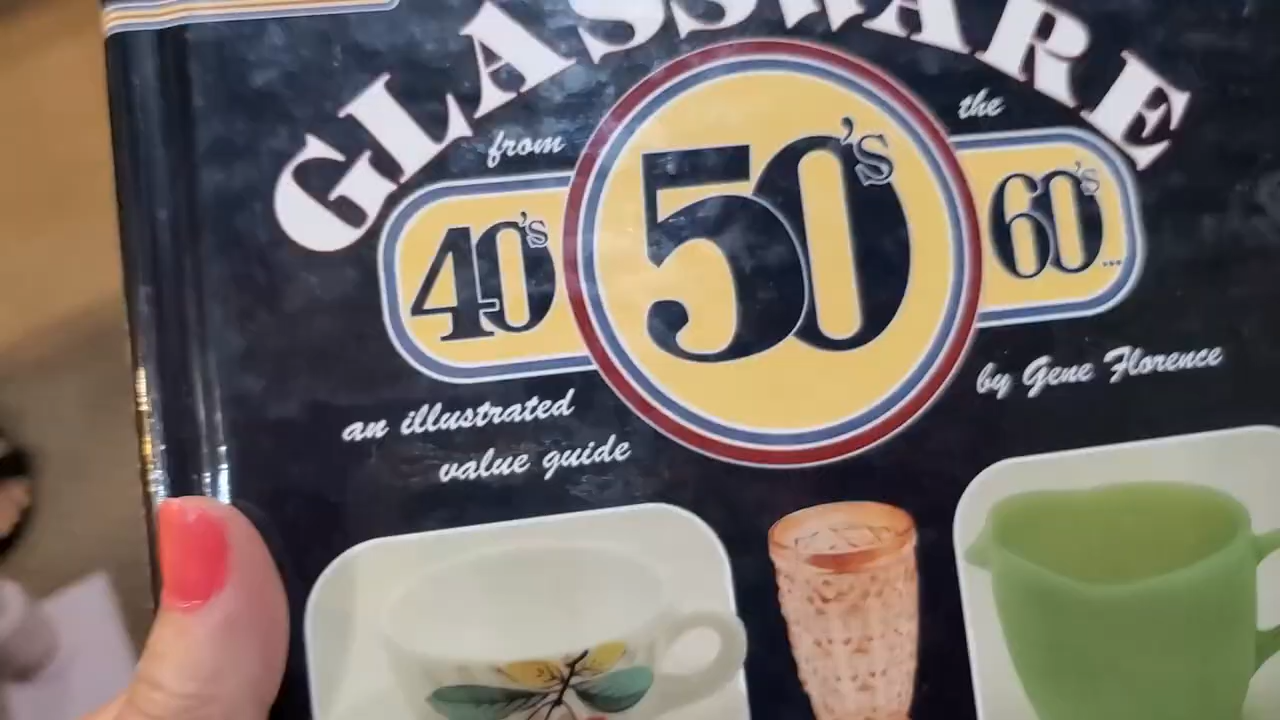 GLASSWARE
from the
40's 50's 60's...
an illustrated
value guide
by Gene Florence